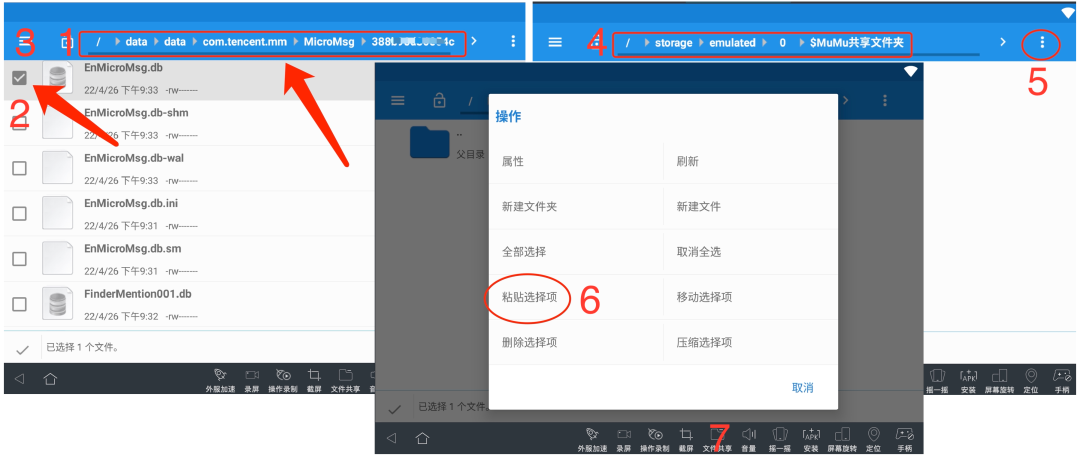 3 1 / data data com.tencent.mm MicroMsg
EnMicroMsg.db
22/4/26 下午9:33 -rw-------
2
EnMicroMsg.db-shm
22/4/26 下午9:33 -rw-------
EnMicroMsg.db-wal
22/4/26 下午9:33 -rw-------
EnMicroMsg.db.ini
22/4/26 下午9:31 -rw-------
EnMicroMsg.db.sm
22/4/26 下午9:31 -rw-------
FinderMention001.db
22/4/26 下午9:32 -rw-------
已选择 1 个文件。
外服加速 录屏 操作录制 截屏 文件共享
4 / storage emulated 0 $MuMu共享文件夹
5
摇一摇 安装 屏幕旋转 定位 手柄
/
..
父目录
操作
属性 刷新
新建文件夹 新建文件
全部选择 取消全选
粘贴选择项 6 移动选择项
删除选择项 压缩选择项
取消
已选择 1 个文件。
7
外服加速 录屏 操作录制 截屏 文件共享 音量 摇一摇 安装 屏幕旋转 定位 手柄